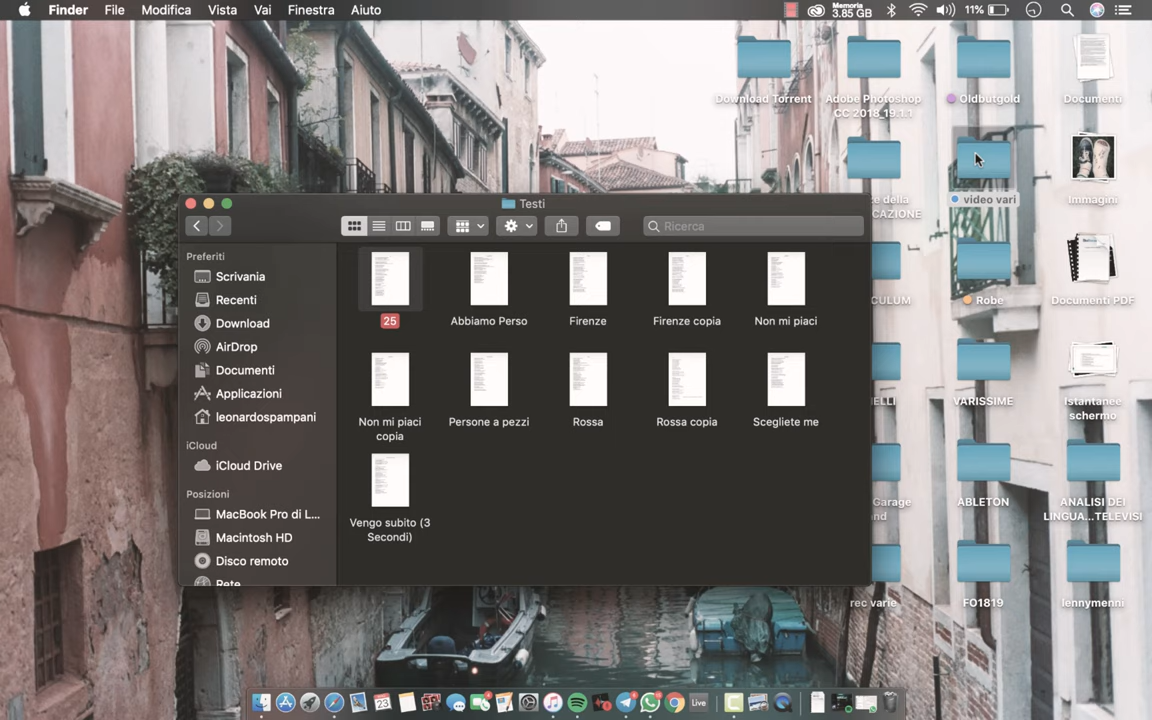 Finder File Modifica Vista Vai Finestra Aiuto
Memoria
3.85 GB
11%
Download Torrent
Adobe Photoshop
CC 2018_19.1.1
Oldbutgold
Documenti
video vari
Immagini
CAZIONE
Robe
Documenti PDF
VARISSIME
Istantanee
schermo
Garage
ABLETON
ANALISI DEI
LINGUA...TELEVISI
rec varie
FO1819
lennymenni
Testi
Ricerca
Preferiti
Scrivania
Recenti
Download
AirDrop
Documenti
Applicazioni
leonardospampani
iCloud
iCloud Drive
Posizioni
MacBook Pro di L...
Macintosh HD
Disco remoto
Rete
25
Abbiamo Perso
Firenze
Firenze copia
Non mi piaci
Non mi piaci
copia
Persone a pezzi
Rossa
Rossa copia
Scegliete me
Vengo subito (3
Secondi)
23
Live